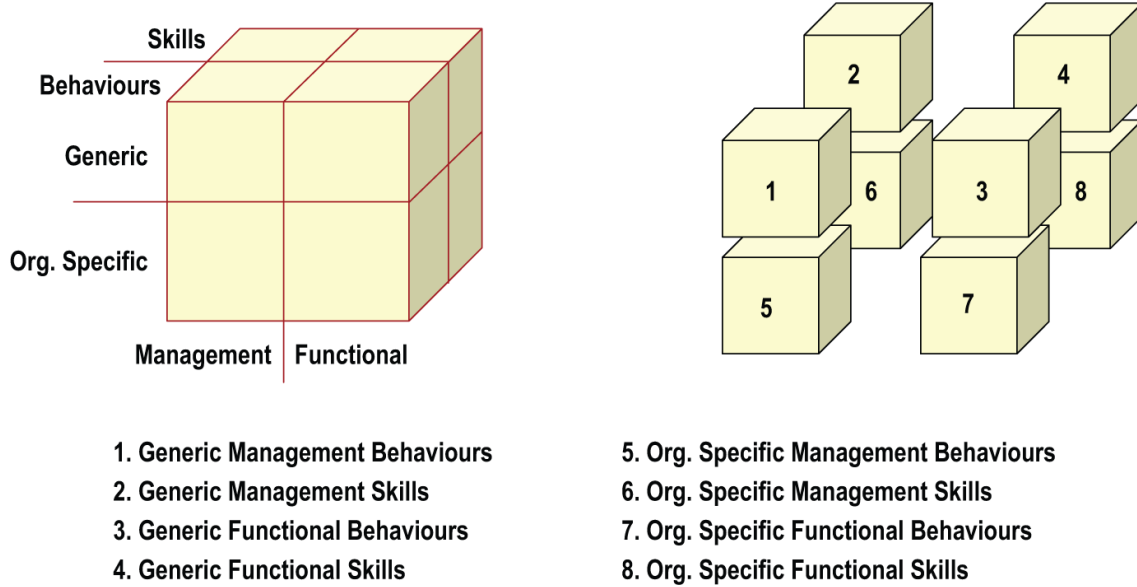 Skills
Behaviours
Generic
Org. Specific
Management
Functional
2
4
1
6
3
8
5
7
1. Generic Management Behaviours
2. Generic Management Skills
3. Generic Functional Behaviours
4. Generic Functional Skills
5. Org. Specific Management Behaviours
6. Org. Specific Management Skills
7. Org. Specific Functional Behaviours
8. Org. Specific Functional Skills